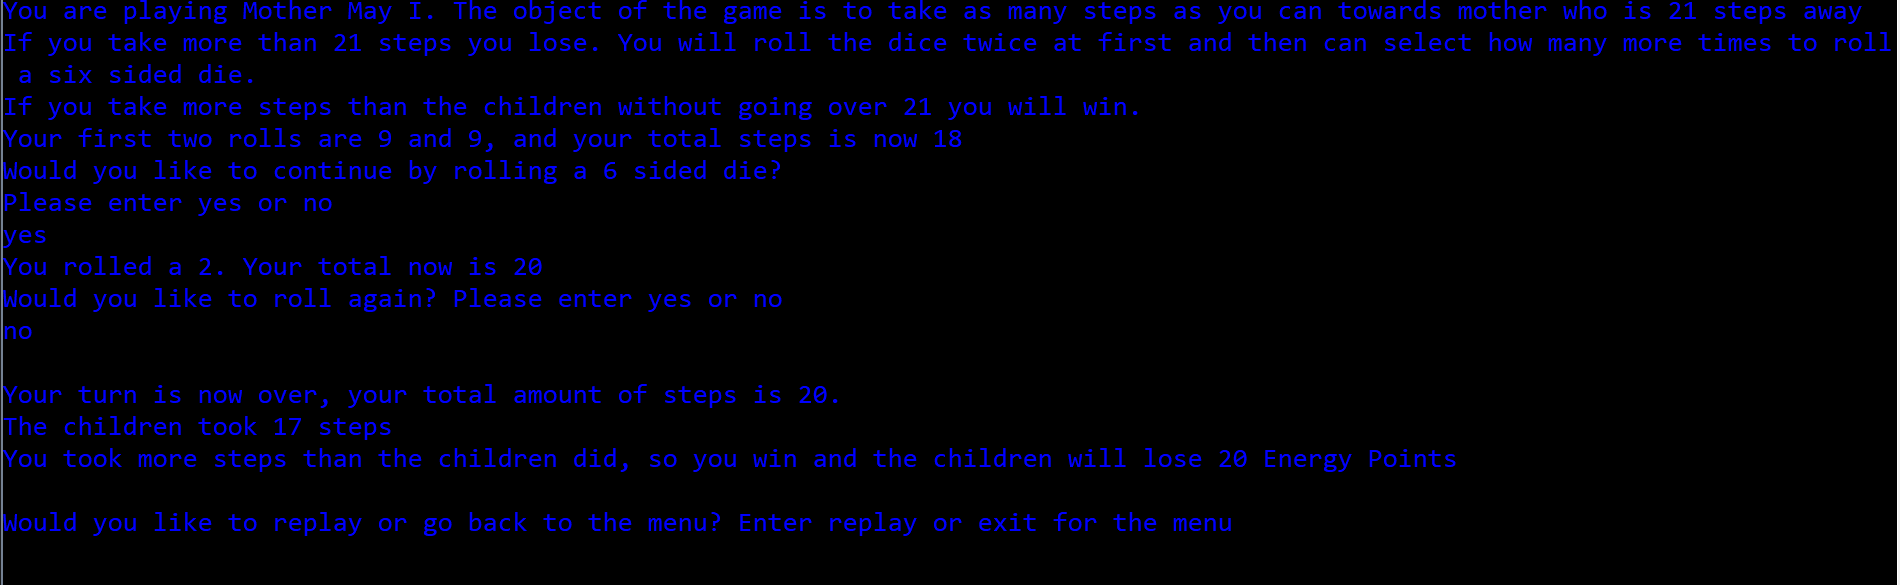 You are playing Mother May I. The object of the game is to take as many steps as you can towards mother who is 21 steps away
If you take more than 21 steps you lose. You will roll the dice twice at first and then can select how many more times to roll
a six sided die.
If you take more steps than the children without going over 21 you will win.
Your first two rolls are 9 and 9, and your total steps is now 18
Would you like to continue by rolling a 6 sided die?
Please enter yes or no
yes
You rolled a 2. Your total now is 20
Would you like to roll again? Please enter yes or no
no
Your turn is now over, your total amount of steps is 20.
The children took 17 steps
You took more steps than the children did, so you win and the children will lose 20 Energy Points
Would you like to replay or go back to the menu? Enter replay or exit for the menu